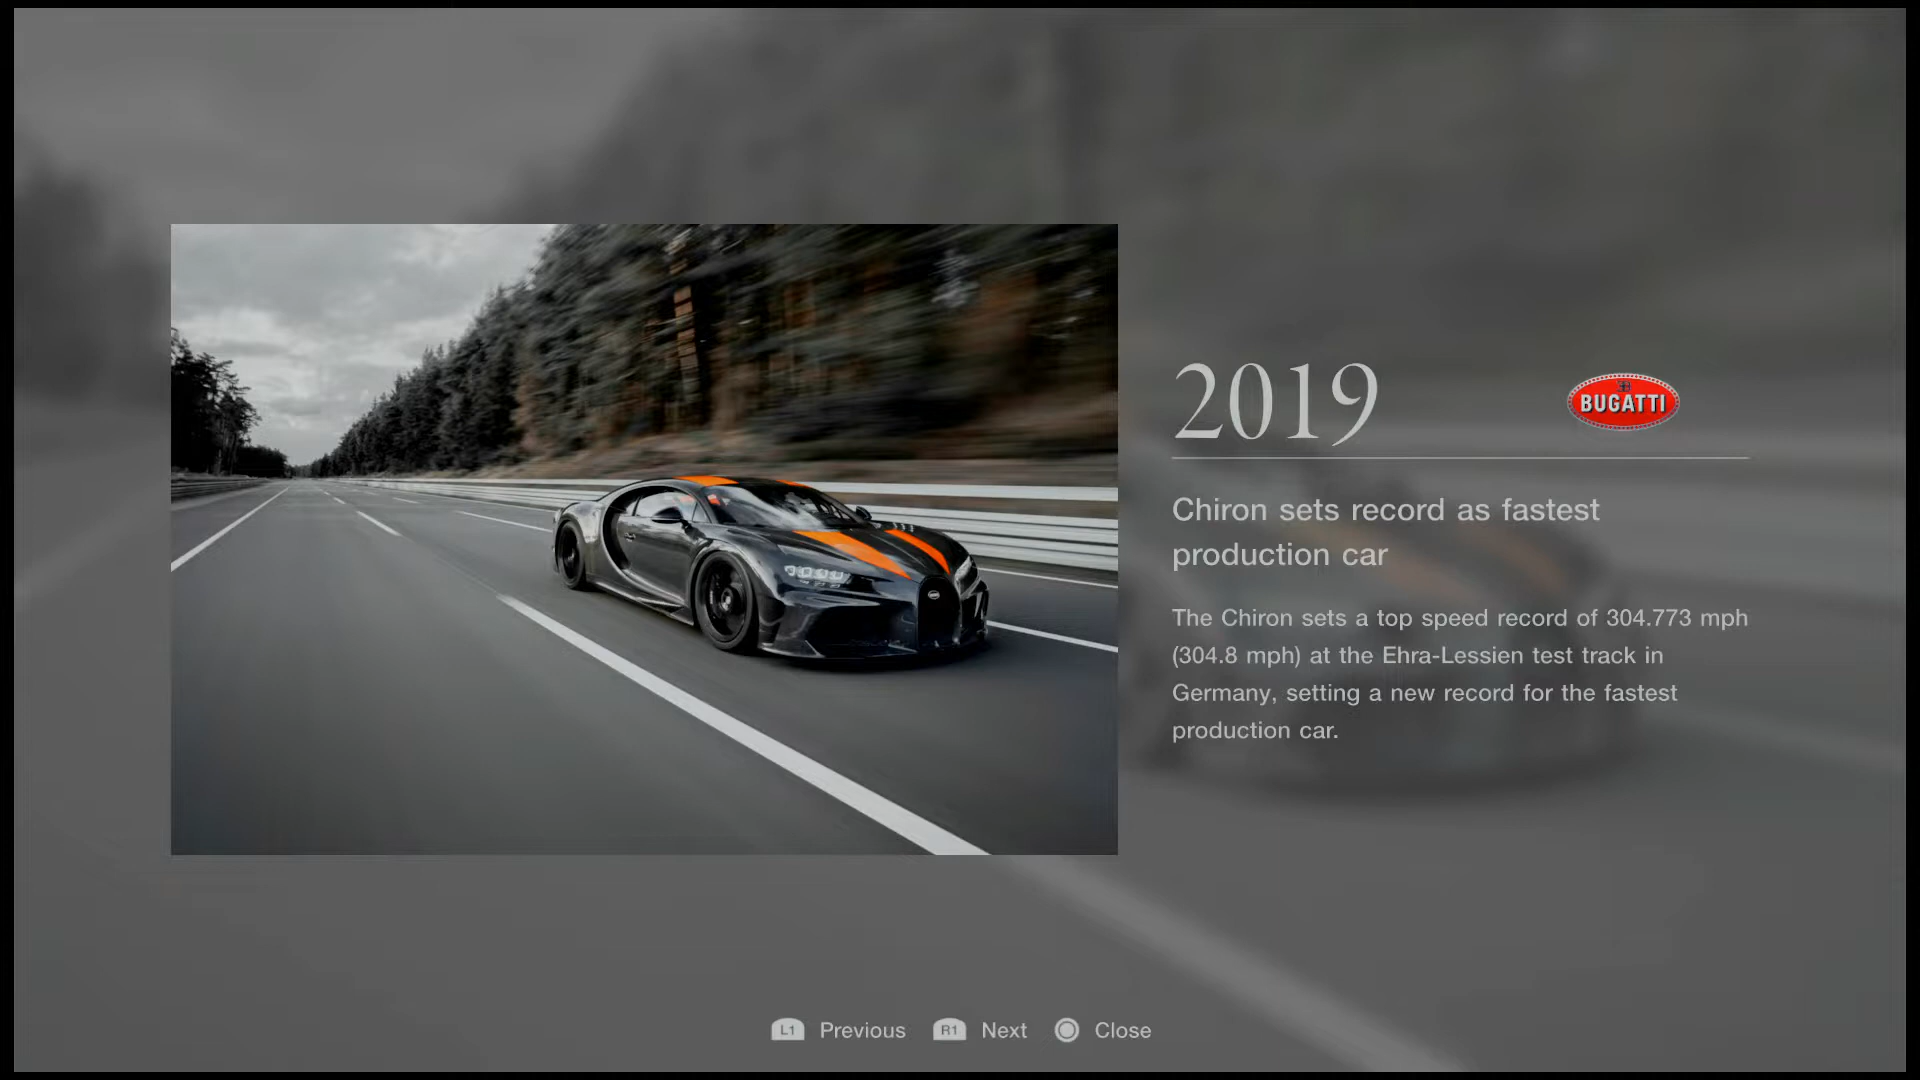 2019
BUGATTI
Chiron sets record as fastest
production car
The Chiron sets a top speed record of 304.773 mph
(304.8 mph) at the Ehra-Lessien test track in
Germany, setting a new record for the fastest
production car.
L1 Previous R1 Next Close